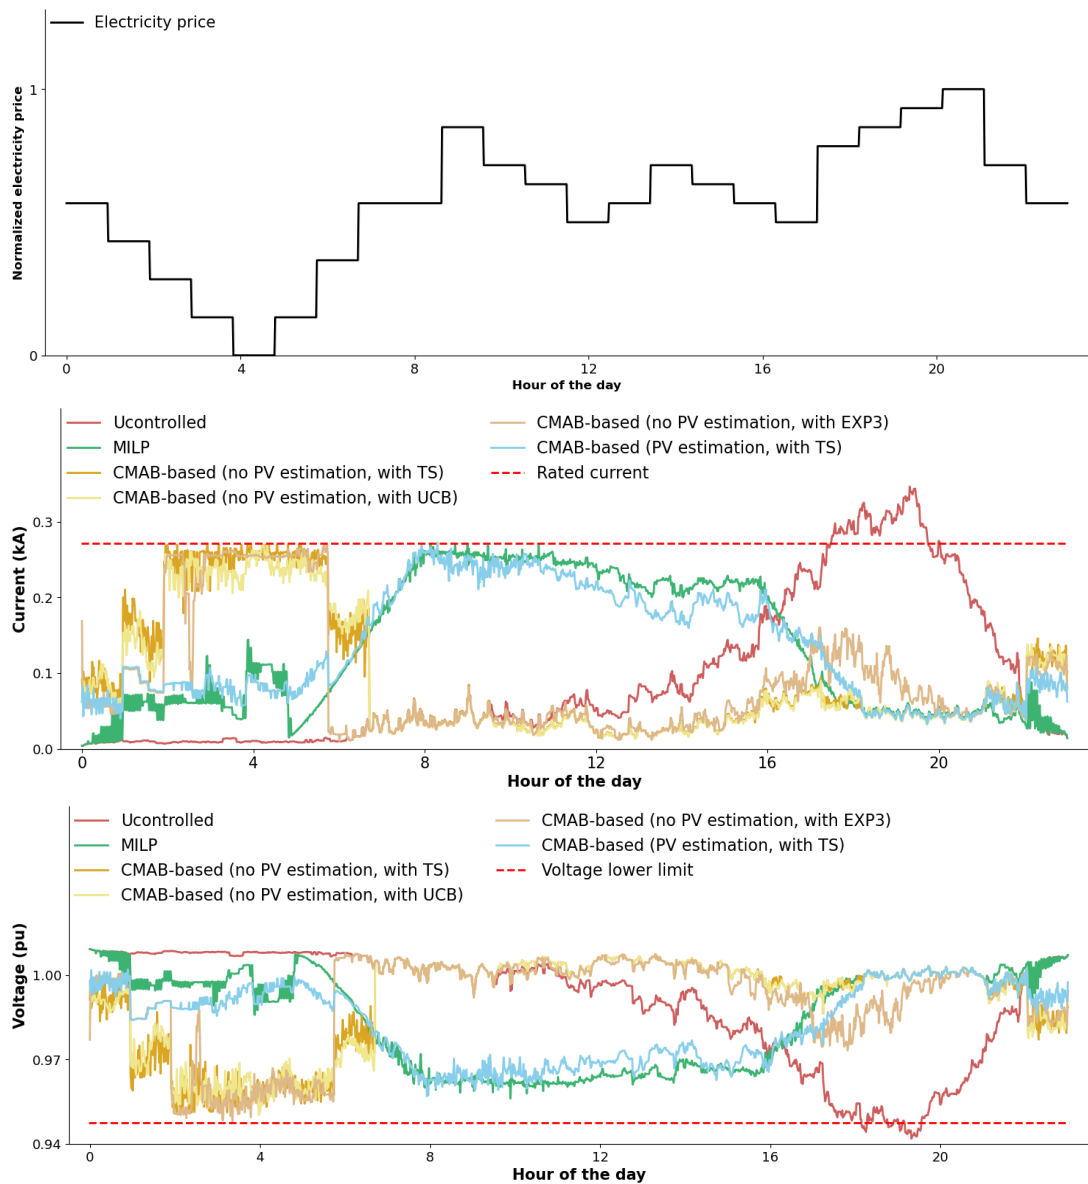 Electricity price
Normalized electricity price
1
0
0 4 8 12 16 20
Hour of the day
Ucontrolled
MILP
CMAB-based (no PV estimation, with TS)
CMAB-based (no PV estimation, with UCB)
CMAB-based (no PV estimation, with EXP3)
CMAB-based (PV estimation, with TS)
Rated current
Current (kA)
0.3
0.2
0.1
0.0
0 4 8 12 16 20
Hour of the day
Ucontrolled
MILP
CMAB-based (no PV estimation, with TS)
CMAB-based (no PV estimation, with UCB)
CMAB-based (no PV estimation, with EXP3)
CMAB-based (PV estimation, with TS)
Voltage lower limit
Voltage (pu)
1.00
0.97
0.94
0 4 8 12 16 20
Hour of the day